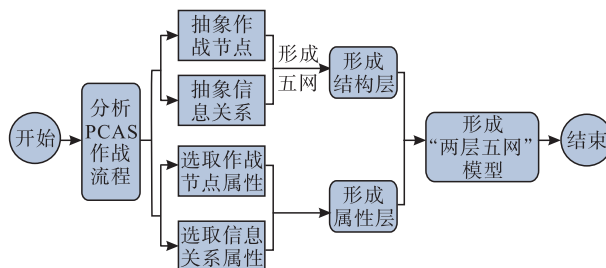 开始
分析
PCAS
作战
流程
抽象作
战节点
抽象信
息关系
选取作战
节点属性
选取信息
关系属性
形成
五网
形成
结构层
形成
属性层
形成
“两层五网”
模型
结束